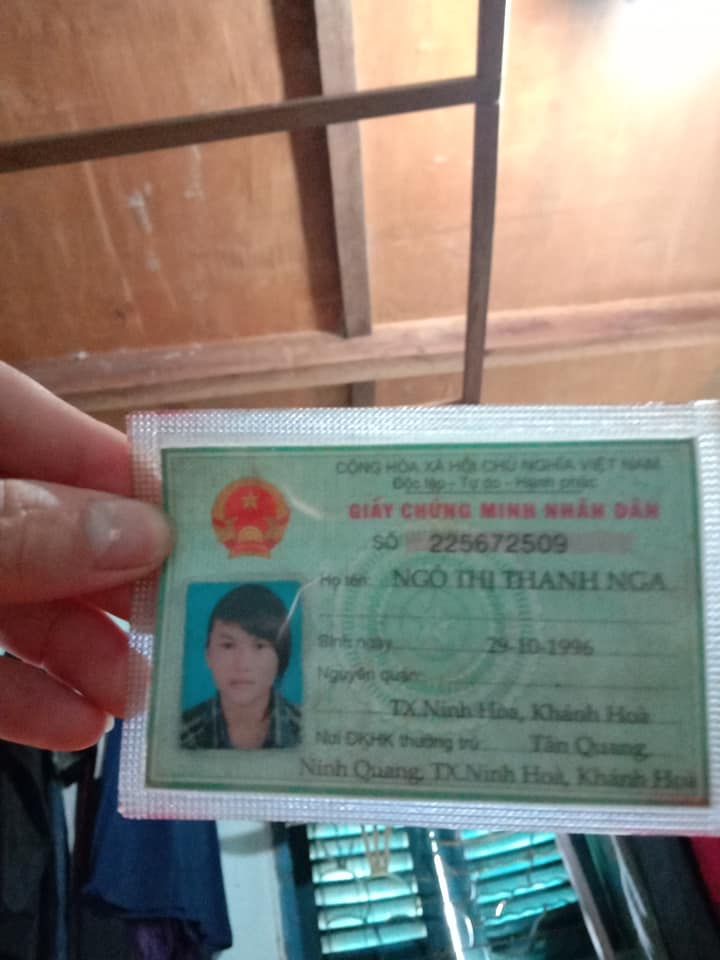 CỘNG HÒA XÃ HỘI CHỦ NGHĨA VIỆT NAM
Độc lập - Tự do - Hạnh phúc
GIẤY CHỨNG MINH NHÂN DÂN
SỐ 225672509
Họ tên: NGÔ THỊ THANH NGA
Sinh ngày 29-10-1996
Nguyên quán:
TX.Ninh Hòa, Khánh Hoà
Nơi ĐKHK thường trú: Tân Quang,
Ninh Quang, TX.Ninh Hoà, Khánh Hoà